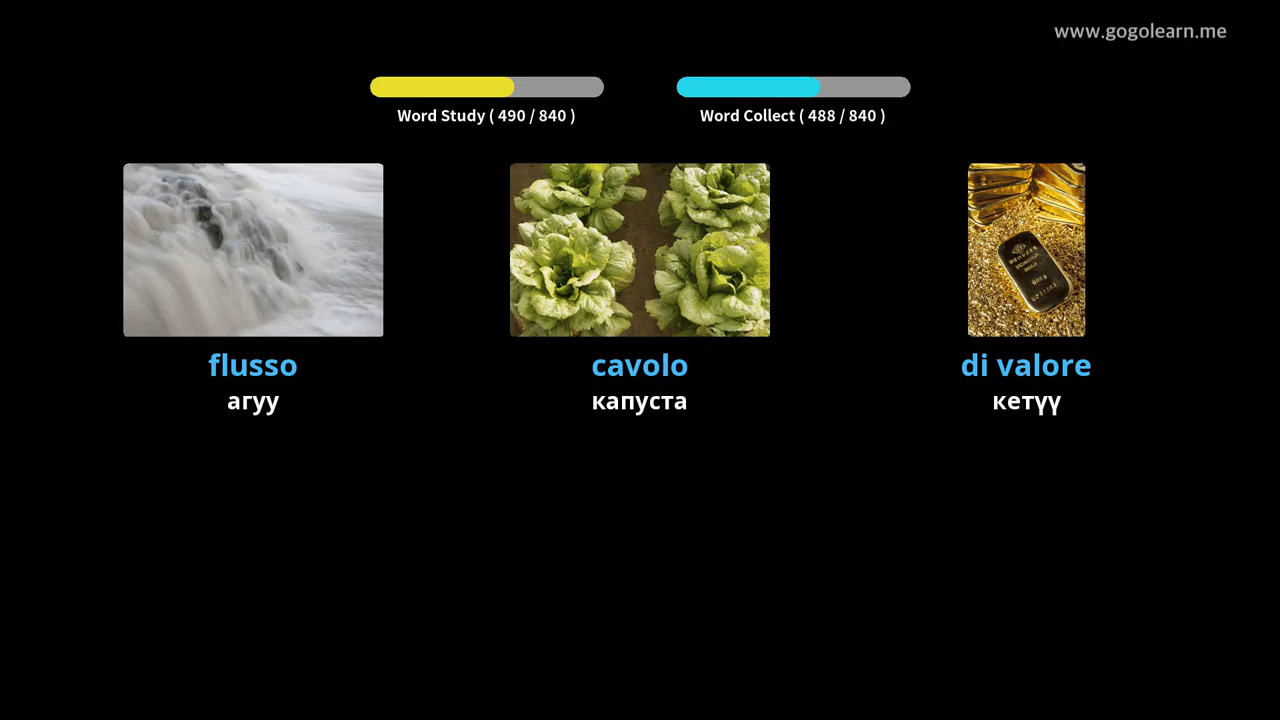 www.gogolearn.me
Word Study ( 490 / 840 )
Word Collect ( 488 / 840 )
flusso
агуу
cavolo
капуста
di valore
кетүү